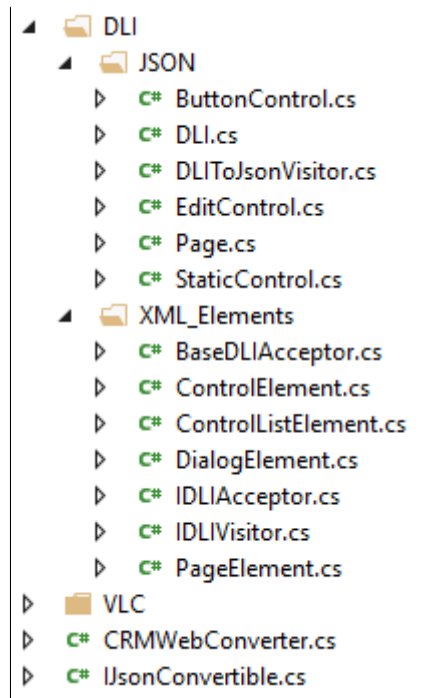 DLI
JSON
C# ButtonControl.cs
C# DLI.cs
C# DLIToJsonVisitor.cs
C# EditControl.cs
C# Page.cs
C# StaticControl.cs
XML_Elements
C# BaseDLIAcceptor.cs
C# ControlElement.cs
C# ControlListElement.cs
C# DialogElement.cs
C# IDLIAcceptor.cs
C# IDLIVisitor.cs
C# PageElement.cs
VLC
C# CRMWebConverter.cs
C# IJsonConvertible.cs